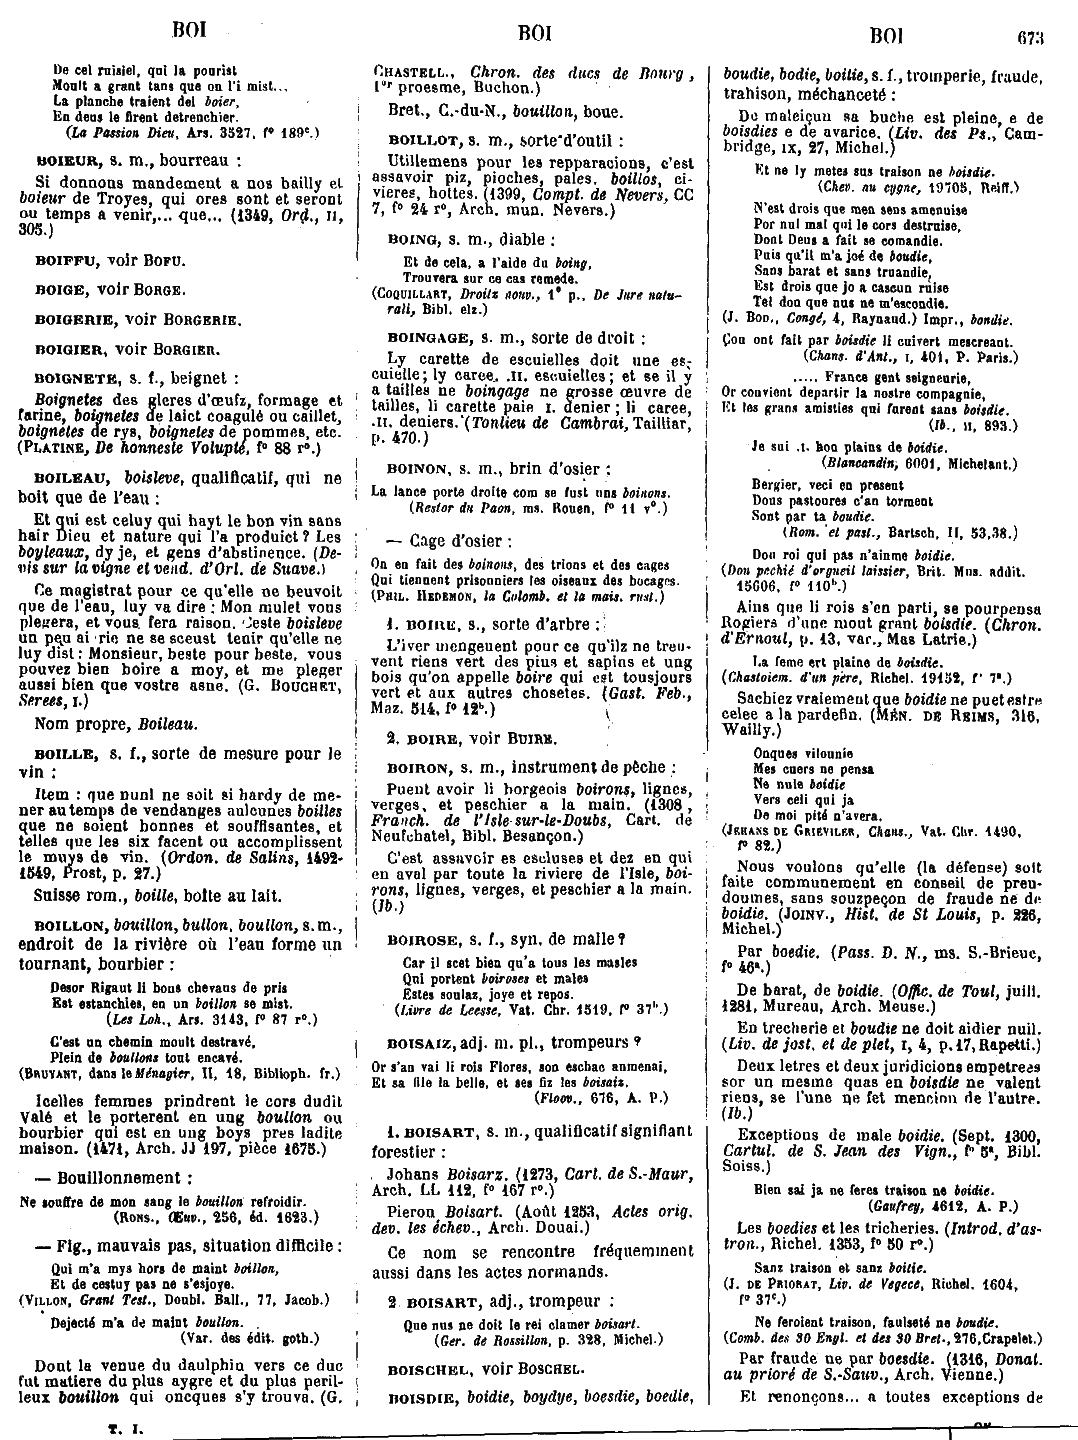 BOI
BOI
BOI
673
De cel ruisiel, qui la pourist
Moult a grant tans que on l'i mist...
La planche traient del boier,
En deus le firent detrenchier.
(La Passion Dieu, Ars. 3527, f° 189c.)
BOIEUR, s. m., bourreau :
Si donnons mandement a nos bailly et
boieur de Troyes, qui ores sont et seront
ou temps a venir,... que... (1349, Ord., II,
305.)
BOIFFU, voir BOFU.
BOIGE, voir BORGE.
BOIGERIE, voir BORGERIE.
BOIGIER, voir BORGIER.
BOIGNETE, s. f., beignet :
Boignetes des gleres d'œufz, formage et
farine, boignetes de laict coagulé ou caillet,
boignetes de rys, boignetes de pommes, etc.
(PLATINE, De honneste Volupté, f° 88 r°.)
BOILEAU, boisleve, qualificatif, qui ne
boit que de l'eau :
Et qui est celuy qui hayt le bon vin sans
hair Dieu et nature qui l'a produict ? Les
boyleaux, dy je, et gens d'abstinence. (De-
vis sur la vigne et vend. d'Orl. de Suave.)
Ce magistrat pour ce qu'elle ne beuvoit
que de l'eau, luy va dire : Mon mulet vous
plegera, et vous fera raison. Ceste boisleve
un peu ai rie ne se sceust tenir qu'elle ne
luy dist : Monsieur, beste pour beste, vous
pouvez bien boire a moy, et me pleger
aussi bien que vostre asne. (G. BOUCHET,
Serees, I.)
Nom propre, Boileau.
BOILLE, s. f., sorte de mesure pour le
vin :
Item : que nunl ne soit si hardy de me-
ner au temps de vendanges aulcunes boilles
que ne soient bonnes et souffisantes, et
telles que les six facent ou accomplissent
le muys de vin. (Ordon. de Salins, 1492-
1549, Prost, p. 27.)
Suisse rom., boille, boîte au lait.
BOILLON, bouillon, bullon, boullon, s. m.,
endroit de la rivière où l'eau forme un
tournant, bourbier :
Desor Rigaut li bons chevaus de pris
Est estanchies, en un boillon se mist.
(Les Loh., Ars. 3143, f° 87 r°.)
C'est un chemin moult destravé,
Plein de boullons tout encavé.
(BRUYANT, dans le Ménagier, II, 18, Biblioph. fr.)
Icelles femmes prindrent le cors dudit
Valé et le porterent en ung boullon ou
bourbier qui est en ung boys pres ladite
maison. (1471, Arch. JJ 197, pièce 1675.)
— Bouillonnement :
Ne souffre de mon sang le bouillon refroidir.
(RONS., Œuv., 256, éd. 1623.)
— Fig., mauvais pas, situation difficile :
Qui m'a mys hors de maint boillon,
Et de cestuy pas ne s'esjoye.
(VILLON, Grant Test., Doubl. Ball., 77, Jacob.)
Dejecté m'a de maint boullon.
(Var. des édit. goth.)
Dont la venue du daulphin vers ce duc
fut matiere du plus aygre et du plus peril-
leux bouillon qui oncques s'y trouva. (G.
CHASTELL., Chron. des ducs de Bourg,
1er proesme, Buchon.)
Bret., C.-du-N., bouillon, boue.
BOILLOT, s. m., sorte d'outil :
Utillemens pour les repparacions, c'est
assavoir piz, pioches, pales, boillos, ci-
vieres, hottes. (1399, Compt. de Nevers, CC
7, f° 24 r°, Arch. mun. Nevers.)
BOING, s. m., diable :
Et de cela, a l'aide du boing,
Trouvera sur ce cas remede.
(COQUILLART, Droitz nouv., 1e p., De Jure natu-
rali, Bibl. elz.)
BOINGAGE, s. m., sorte de droit :
Ly carette de escuielles doit une es-
cuielle ; ly caree, .II. escuielles ; et se il y
a tailles ne boingage ne grosse œuvre de
tailles, li carette paie I. denier ; li caree,
.II. deniers. (Tonlieu de Cambrai, Tailliar,
p. 470.)
BOINON, s. m., brin d'osier :
La lance porte droite com se fust uns boinons.
(Restor du Paon, ms. Rouen, f° 11 v°.)
— Cage d'osier :
On en fait des boinons, des trions et des cages
Qui tiennent prisonniers les oiseaux des bocages.
(PHIL. HEDEMON, la Colomb. et la mais. rust.)
1. BOIRE, s., sorte d'arbre :
L'iver mengeuent pour ce qu'ilz ne treu-
vent riens vert des pius et sapins et ung
bois qu'on appelle boire qui est tousjours
vert et aux autres chosetes. (Gast. Feb.,
Maz. 514, f° 12b.)
2. BOIRE, voir BUIRE.
BOIRON, s. m., instrument de pêche :
Puent avoir li borgeois boirons, lignes,
verges, et peschier a la main. (1308,
Franch. de l'Isle-sur-le-Doubs, Cart. de
Neufchatel, Bibl. Besançon.)
C'est assavoir es escluses et dez en qui
en aval par toute la riviere de l'Isle, boi-
rons, lignes, verges, et peschier a la main.
(Ib.)
BOIROSE, s. f., syn. de malle ?
Car il scet bien qu'a tous les masles
Qui portent boiroses et males
Estes soulaz, joye et repos.
(Livre de Leesse, Vat. Chr. 1519, f° 37b.)
BOISAIZ, adj. m. pl., trompeurs ?
Or s'an vai li rois Flores, son eschac anmenai,
Et sa file la belle, et ses fiz les boisaiz.
(Floov., 676, A. P.)
1. BOISART, s. m., qualificatif signifiant
forestier :
Johans Boisarz. (1273, Cart. de S.-Maur,
Arch. LL 112, f° 167 r°.)
Pieron Boisart. (Août 1253, Actes orig.
dev. les échev., Arch. Douai.)
Ce nom se rencontre fréquemment
aussi dans les actes normands.
2 BOISART, adj., trompeur :
Que nus ne doit le rei clamer boisart.
(Ger. de Rossillon, p. 328, Michel.)
BOISCHEL, voir BOSCHEL.
BOISDIE, boidie, boydye, boesdie, boedie,
boudie, bodie, boitie, s. f., tromperie, fraude,
trahison, méchanceté :
De maleiçun sa buche est pleine, e de
boisdies e de avarice. (Liv. des Ps., Cam-
bridge, IX, 27, Michel.)
Et ne ly metes sus traison ne boisdie.
(Chev. au cygne, 19705, Reiff.)
N'est drois que men sens amenuise
Por nul mal qui le cors destruise,
Dont Deus a fait se comandie.
Puis qu'il m'a joé de boudie,
Sans barat et sans truandie,
Est drois que jo a cascun ruise
Tel don que nus ne m'escondie.
(J. BOD., Congé, 4, Raynaud.) Impr., bondie.
Çou ont fait par boisdie li cuivert mescreant.
(Chans. d'Ant., I, 401, P. Paris.)
..... France gent seigneurie,
Or convient departir la nostre compagnie,
Et les grans amisties qui furent sans boisdie.
(Ib., II, 893.)
Je sui .I. hon plains de boidie.
(Blancandin, 6001, Michelant.)
Bergier, veci en present
Dous pastoures c'an torment
Sont par ta boudie.
(Rom. et past., Bartsch, II, 53,38.)
Don roi qui pas n'ainme boidie.
(Don pechié d'orgueil laissier, Brit. Mus. addit.
15606, f° 110b.)
Ains que li rois s'en parti, se pourpensa
Rogiers d'une mout grant boisdie. (Chron.
d'Ernoul, p. 13, var., Mas Latrie.)
La feme ert plaine de boisdie.
(Chastoiem. d'un père, Richel. 19152, f° 7a.)
Sachiez vraiement que boidie ne puet estre
celee a la pardefin. (MÉN. DE REIMS, 316,
Wailly.)
Onques vilounie
Mes cuers ne pensa
Ne nule boidie
Vers celi qui ja
De moi pité n'avera.
(JEHANS DE GRIEVILER, Chans., Vat. Chr. 1490,
f° 82.)
Nous voulons qu'elle (la défense) soit
faite communement en conseil de preu-
doumes, sans souzpeçon de fraude ne de
boidie. (JOINV., Hist. de St Louis, p. 226,
Michel.)
Par boedie. (Pass. D. N., ms. S.-Brieuc,
f° 46a.)
De barat, de boidie. (Offic. de Toul, juill.
1281, Mureau, Arch. Meuse.)
En trecherie et boudie ne doit aidier nuil.
(Liv. de jost. et de plet, I, 4, p. 17, Rapetti.)
Deux letres et deux juridicions empetrees
sor un mesme quas en boisdie ne valent
riens, se l'une ne fet mencion de l'autre.
(Ib.)
Exceptions de male boidie. (Sept. 1300,
Cartul. de S. Jean des Vign., f° 5a, Bibl.
Soiss.)
Bien sai ja ne feres traison ne boidie.
(Gaufrey, 4612, A. P.)
Les boedies et les tricheries. (Introd. d'as-
tron., Richel. 1353, f° 50 r°.)
Sanz traison et sanz boitie.
(J. DE PRIORAT, Liv. de Vegece, Richel. 1604,
f° 37c.)
Ne feroient traison, faulseté ne boudie.
(Comb. des 30 Engl. et des 30 Bret., 276, Crapelet.)
Par fraude ne par boesdie. (1316, Donat.
au prioré de S.-Sauv., Arch. Vienne.)
Et renonçons... a toutes exceptions de
T. I.